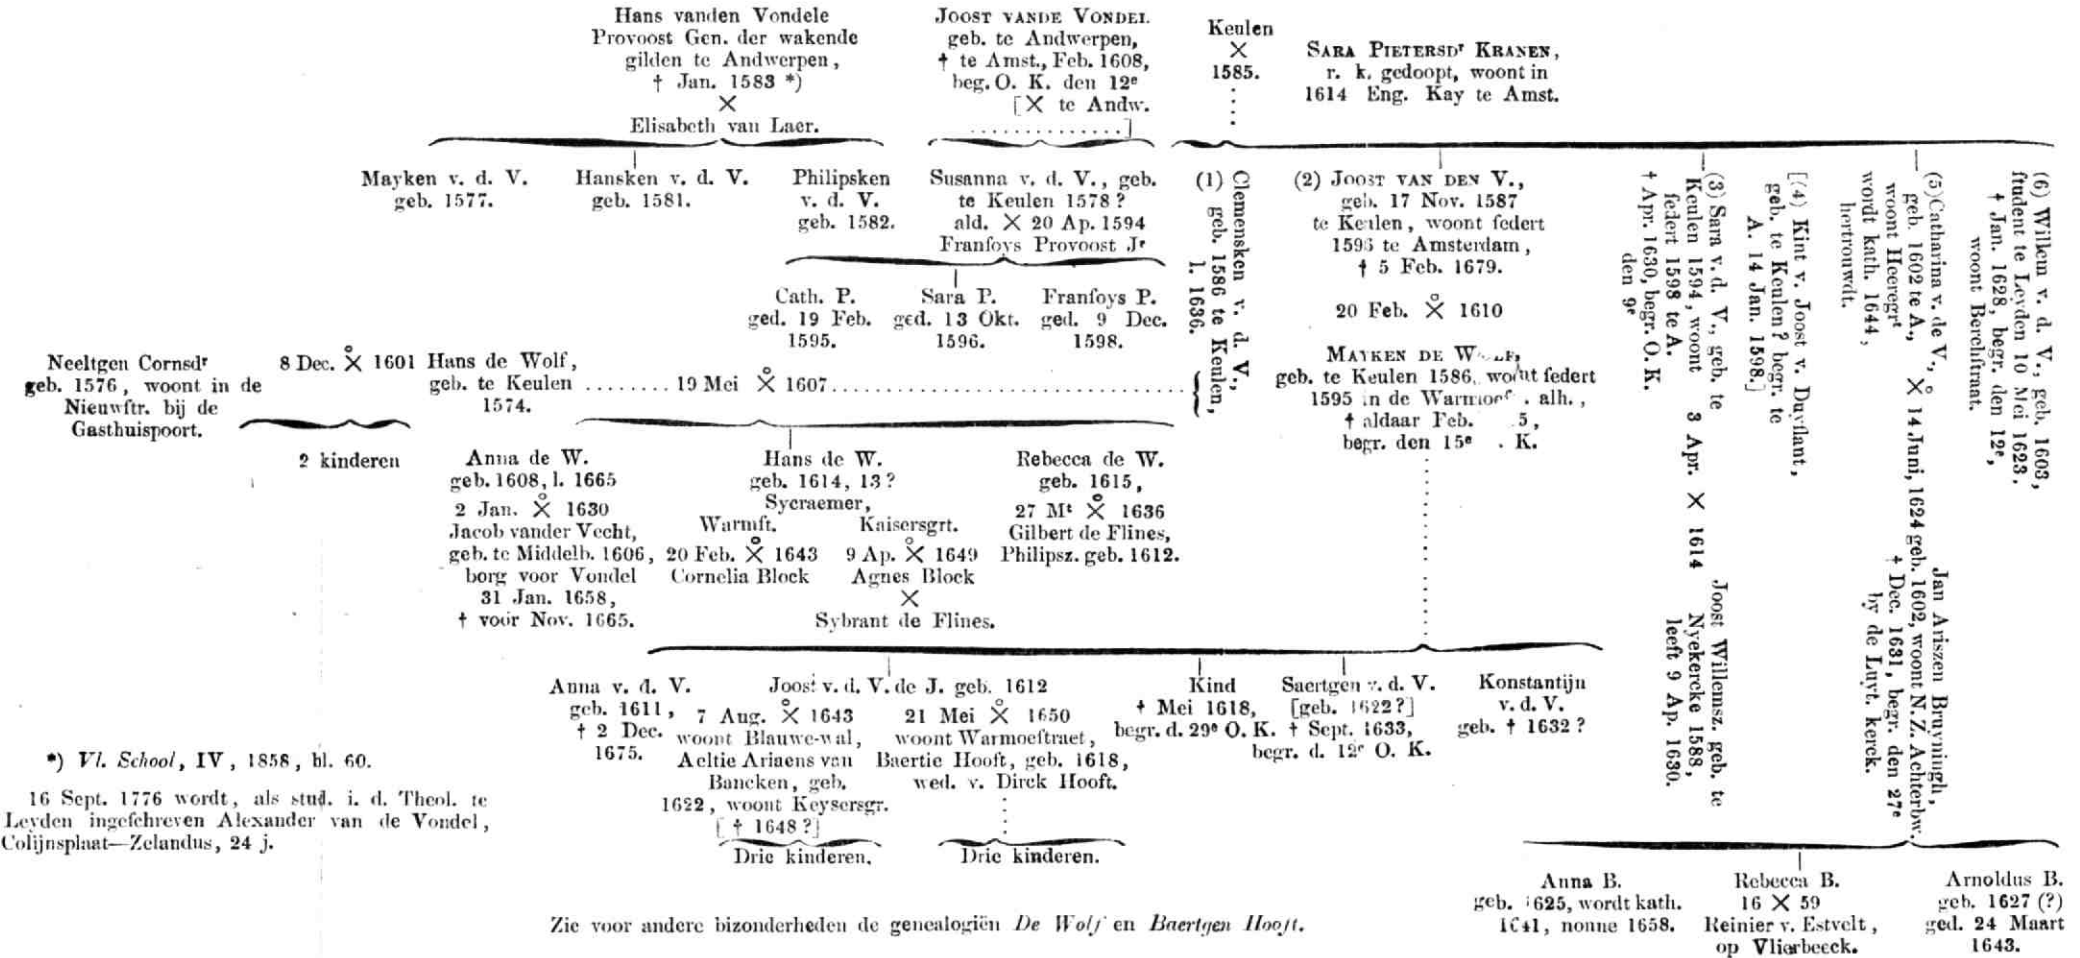 Hans vanden Vondele
Provoost Gen. der wakende
gilden te Andwerpen,
† Jan. 1583 *)
X
Elisabeth van Laer.
JOOST VANDE VONDEL
geb. te Andwerpen,
† te Amst., Feb. 1608,
beg. O. K. den 12e
[X te Andw.
....................]
Keulen
X
1585.
SARA PIETERSDr KRANEN,
r. k. gedoopt, woont in
1614 Eng. Kay te Amst.
Mayken v. d. V.
geb. 1577.
Hansken v. d. V.
geb. 1581.
Philipsken
v. d. V.
geb. 1582.
Susanna v. d. V., geb.
te Keulen 1578?
ald. X 20 Ap. 1594
Franſoys Provoost Jr
Cath. P.
ged. 19 Feb.
1595.
Sara P.
ged. 13 Okt.
1596.
Franſoys P.
ged. 9 Dec.
1598.
(1) Clemensken v. d. V.,
geb. 1586 te Keulen,
l. 1636.
(2) JOOST VAN DEN V.,
geb. 17 Nov. 1587
te Keulen, woont ſedert
1596 te Amsterdam,
† 5 Feb. 1679.
20 Feb. X 1610
MAYKEN DE
geb. te Keulen 1586, woont ſedert
1595 in de alh.,
† aldaar Feb. 5,
begr. den 15e . K.
(3) Sara v. d. V., geb. te
Keulen 1594, woont
ſedert 1598 te A.
† Apr. 1630, begr. O. K.
den 9e
3 Apr. X 1614
Joost Willemsz. geb. te
Nyekercke 1588,
leeft 9 Ap. 1630.
[(4) Kint v. Joost v. Duyſlant,
geb. te Keulen? begr. te
A. 14 Jan. 1598.]
(5) Catharina v. de V.,
geb. 1602 te A.,
woont Heeregrt
wordt kath. 1644,
hertrouwdt.
X 14 Juni, 1624
Jan Ariszen Bruyningh,
geb. 1602, woont N.Z. Achterbw.
† Dec. 1631, begr. den 27e
by de Luyt. kerck.
(6) Wilkem v. d. V., geb. 1603,
ſtudent te Leyden 10 Mei 1623.
† Jan. 1628, begr. den 12e,
woont Berchſtraat.
Neeltgen Cornsdr
geb. 1576, woont in de
Nieuwſtr. bij de
Gasthuispoort.
8 Dec. X 1601
Hans de Wolf,
geb. te Keulen ........ 19 Mei X 1607
1574.
2 kinderen
Anna de W.
geb. 1608, l. 1665
2 Jan. X 1630
Jacob vander Vecht,
geb. te Middelb. 1606,
borg voor Vondel
31 Jan. 1658,
† voor Nov. 1665.
Hans de W.
geb. 1614, 13?
Sycraemer,
Warmſt.
20 Feb. X 1643
Cornelia Block
Kaisersgrt.
9 Ap. X 1649
Agnes Block
X
Sybrant de Flines.
Rebecca de W.
geb. 1615,
27 Mt X 1636
Gilbert de Flines,
Philipsz. geb. 1612.
Anna v. d. V.
geb. 1611,
† 2 Dec.
1675.
Joost v. d. V. de J. geb. 1612
7 Aug. X 1643
woont Blauwe-wal,
Aeltie Ariaens van
Bancken, geb.
1622, woont Keysersgr.
[† 1648?]
Drie kinderen.
21 Mei X 1650
woont Warmoeſtraet,
Baertie Hooft, geb. 1618,
wed. v. Dirck Hooft.
Drie kinderen.
Kind
† Mei 1618,
begr. d. 29e O. K.
Saertgen v. d. V.
[geb. 1622?]
† Sept. 1633,
begr. d. 12e O. K.
Konstantijn
v. d. V.
geb. † 1632?
Anna B.
geb. 1625, wordt kath.
1641, nonne 1658.
Rebecca B.
16 X 59
Reinier v. Estvelt,
op Vlierbeeck.
Arnoldus B.
geb. 1627 (?)
ged. 24 Maart
1643.
*) Vl. School, IV, 1858, bl. 60.
16 Sept. 1776 wordt, als stud. i. d. Theol. te
Leyden ingeſchreven Alexander van de Vondel,
Colijnsplaat—Zelandus, 24 j.
Zie voor andere bizonderheden de genealogiën De Wolf en Baertgen Hooft.